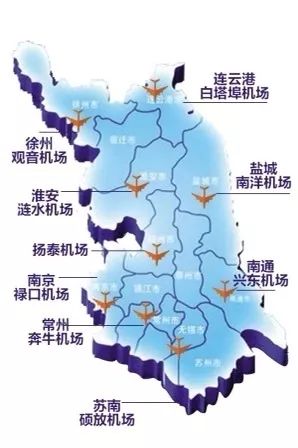 连云港
白塔埠机场
徐州市
连云港市
徐州
观音机场
宿迁市
淮安市
盐城市
盐城
南洋机场
淮安
涟水机场
扬泰机场
扬州市
泰州市
南通
兴东机场
南京
禄口机场
南京市
镇江市
南通市
常州
奔牛机场
常州市
无锡市
苏州市
苏南
硕放机场